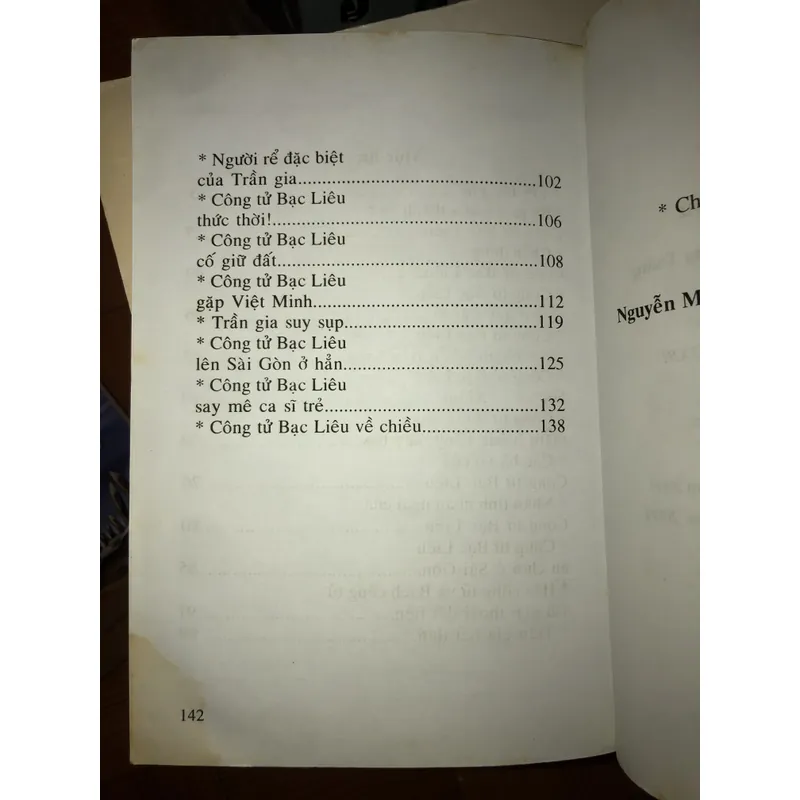 * Người rể đặc biệt
của Trần gia..................................................102
* Công tử Bạc Liêu
thức thời!........................................................106
* Công tử Bạc Liêu
cố giữ đất.......................................................108
* Công tử Bạc Liêu
gặp Việt Minh................................................112
* Trần gia suy sụp.........................................119
* Công tử Bạc Liêu
lên Sài Gòn ở hẳn.........................................125
* Công tử Bạc Liêu
say mê ca sĩ trẻ.............................................132
* Công tử Bạc Liêu về chiều........................138
142
* Ch
Nguyễn M